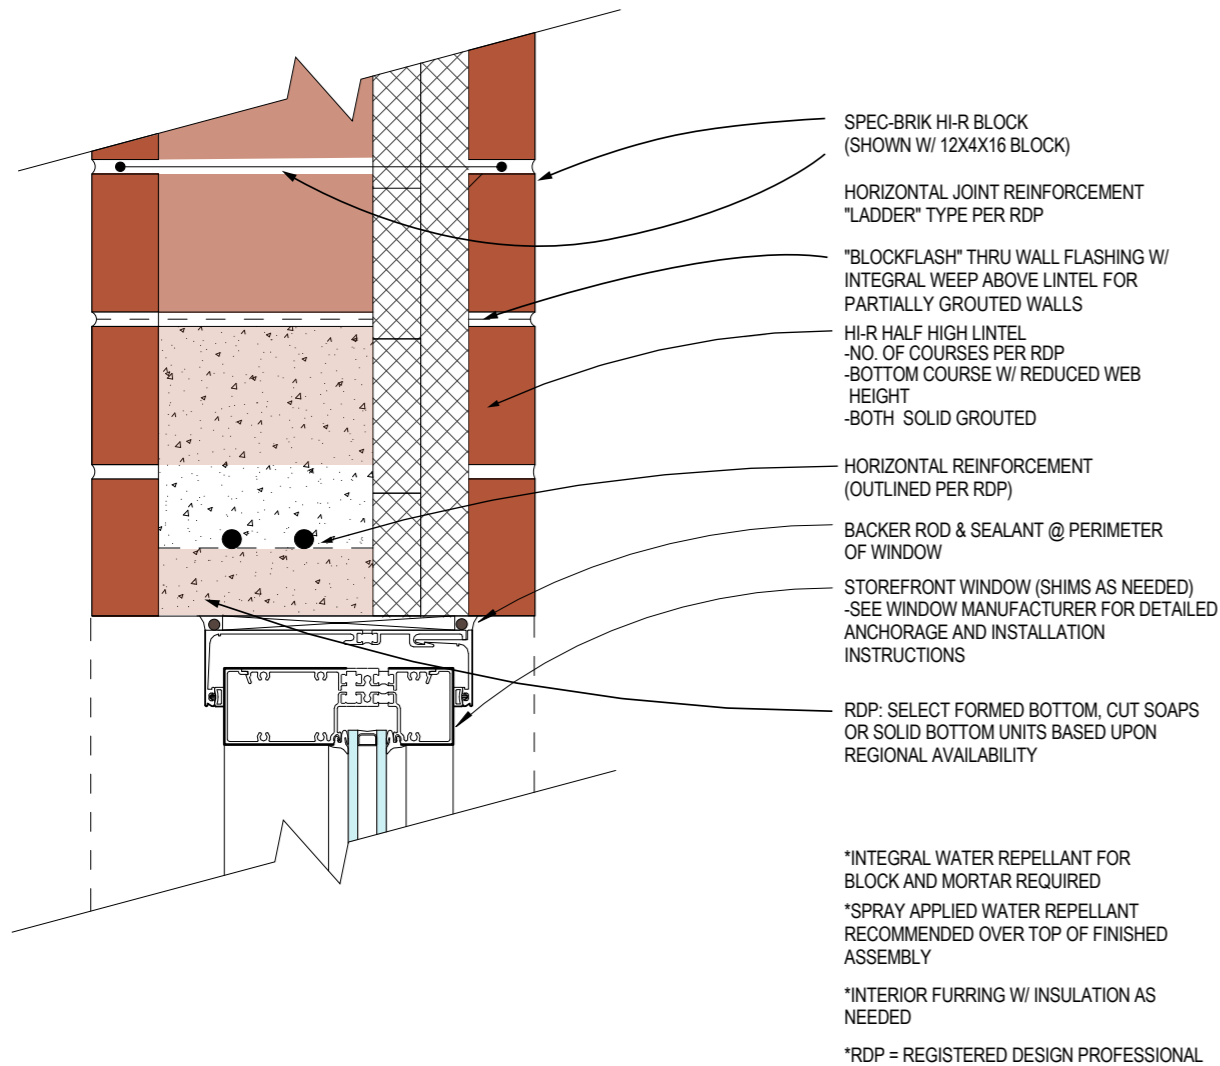 SPEC-BRIK HI-R BLOCK
(SHOWN W/ 12X4X16 BLOCK)
HORIZONTAL JOINT REINFORCEMENT
"LADDER" TYPE PER RDP
"BLOCKFLASH" THRU WALL FLASHING W/
INTEGRAL WEEP ABOVE LINTEL FOR
PARTIALLY GROUTED WALLS
HI-R HALF HIGH LINTEL
-NO. OF COURSES PER RDP
-BOTTOM COURSE W/ REDUCED WEB
HEIGHT
-BOTH SOLID GROUTED
HORIZONTAL REINFORCEMENT
(OUTLINED PER RDP)
BACKER ROD & SEALANT @ PERIMETER
OF WINDOW
STOREFRONT WINDOW (SHIMS AS NEEDED)
-SEE WINDOW MANUFACTURER FOR DETAILED
ANCHORAGE AND INSTALLATION
INSTRUCTIONS
RDP: SELECT FORMED BOTTOM, CUT SOAPS
OR SOLID BOTTOM UNITS BASED UPON
REGIONAL AVAILABILITY
*INTEGRAL WATER REPELLANT FOR
BLOCK AND MORTAR REQUIRED
*SPRAY APPLIED WATER REPELLANT
RECOMMENDED OVER TOP OF FINISHED
ASSEMBLY
*INTERIOR FURRING W/ INSULATION AS
NEEDED
*RDP = REGISTERED DESIGN PROFESSIONAL